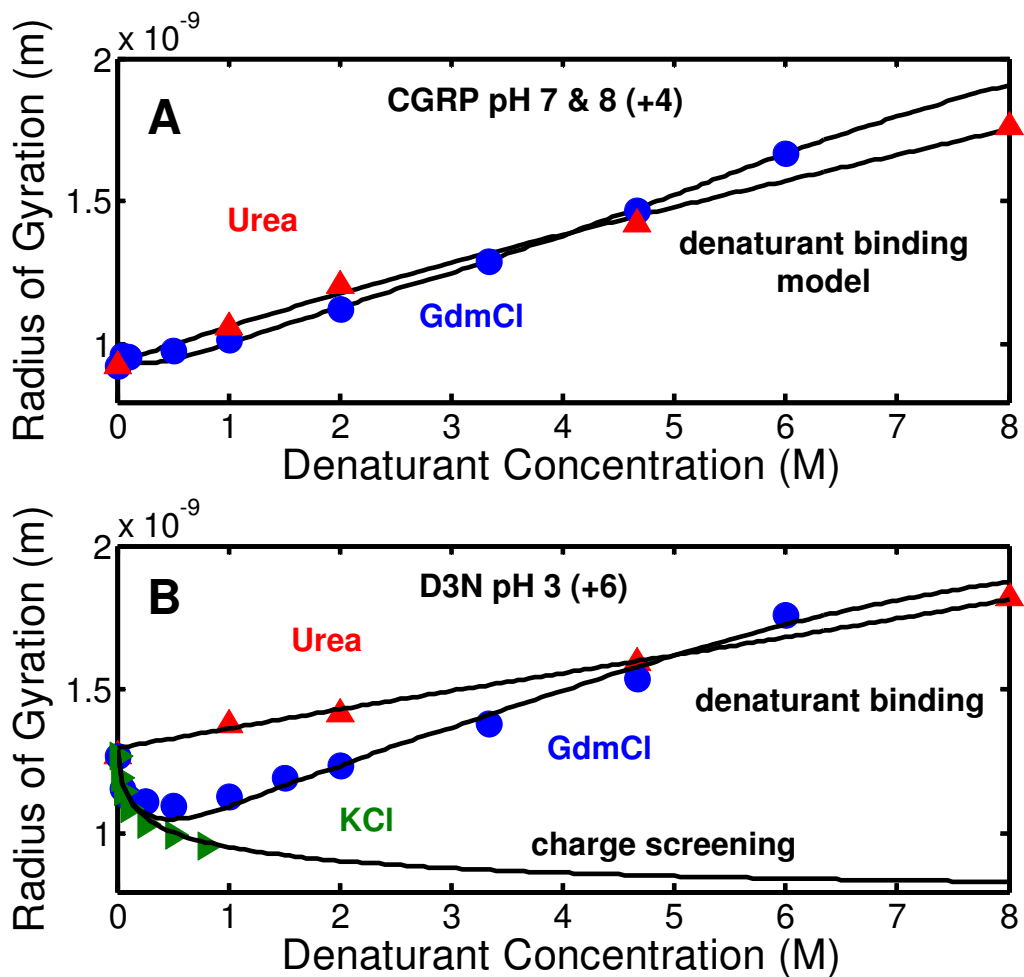 x 10⁻⁹
2
1.5
1
Radius of Gyration (m)
A
CGRP pH 7 & 8 (+4)
Urea
denaturant binding
model
GdmCl
0 1 2 3 4 5 6 7 8
Denaturant Concentration (M)
x 10⁻⁹
2
1.5
1
Radius of Gyration (m)
B
D3N pH 3 (+6)
Urea
denaturant binding
GdmCl
KCl
charge screening
0 1 2 3 4 5 6 7 8
Denaturant Concentration (M)